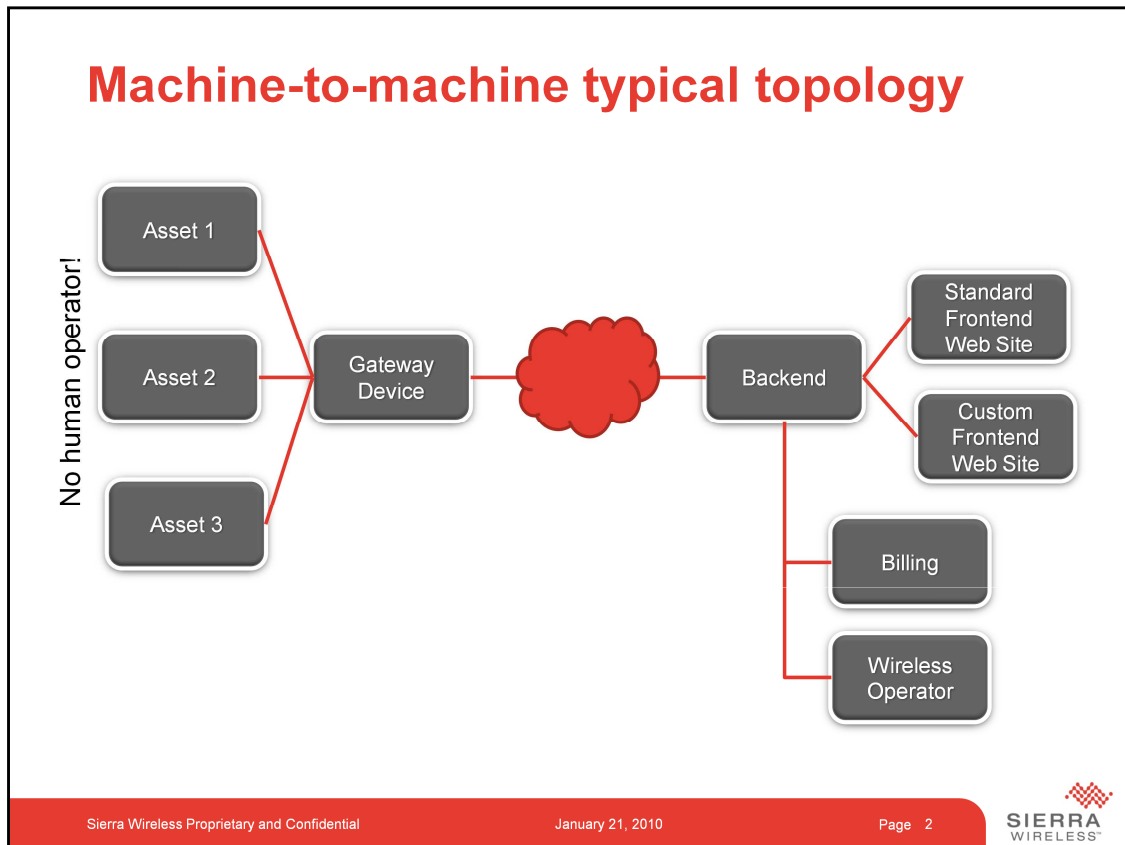 Machine-to-machine typical topology
No human operator!
Asset 1
Asset 2
Asset 3
Gateway
Device
Backend
Standard
Frontend
Web Site
Custom
Frontend
Web Site
Billing
Wireless
Operator
Sierra Wireless Proprietary and Confidential
January 21, 2010
Page 2
SIERRA
WIRELESS™